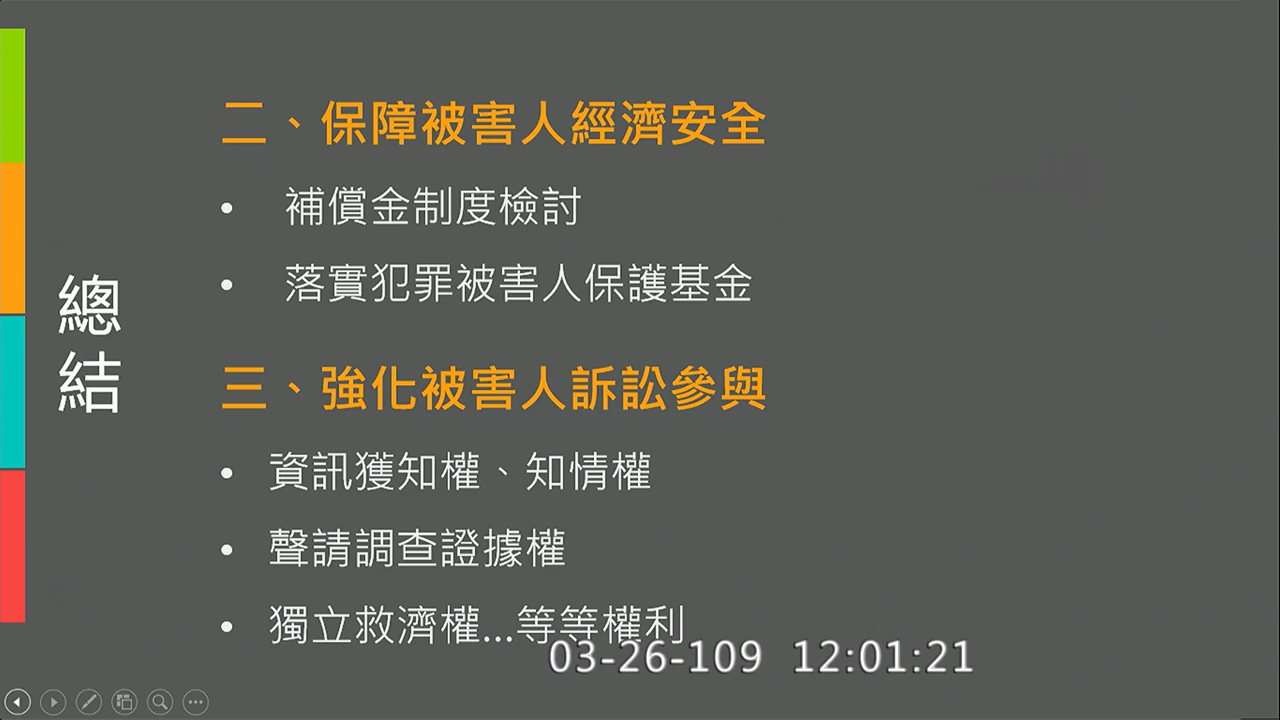 總結
二、保障被害人經濟安全
• 補償金制度檢討
• 落實犯罪被害人保護基金
三、強化被害人訴訟參與
• 資訊獲知權、知情權
• 聲請調查證據權
• 獨立救濟權...等等權利
03-26-109 12:01:21